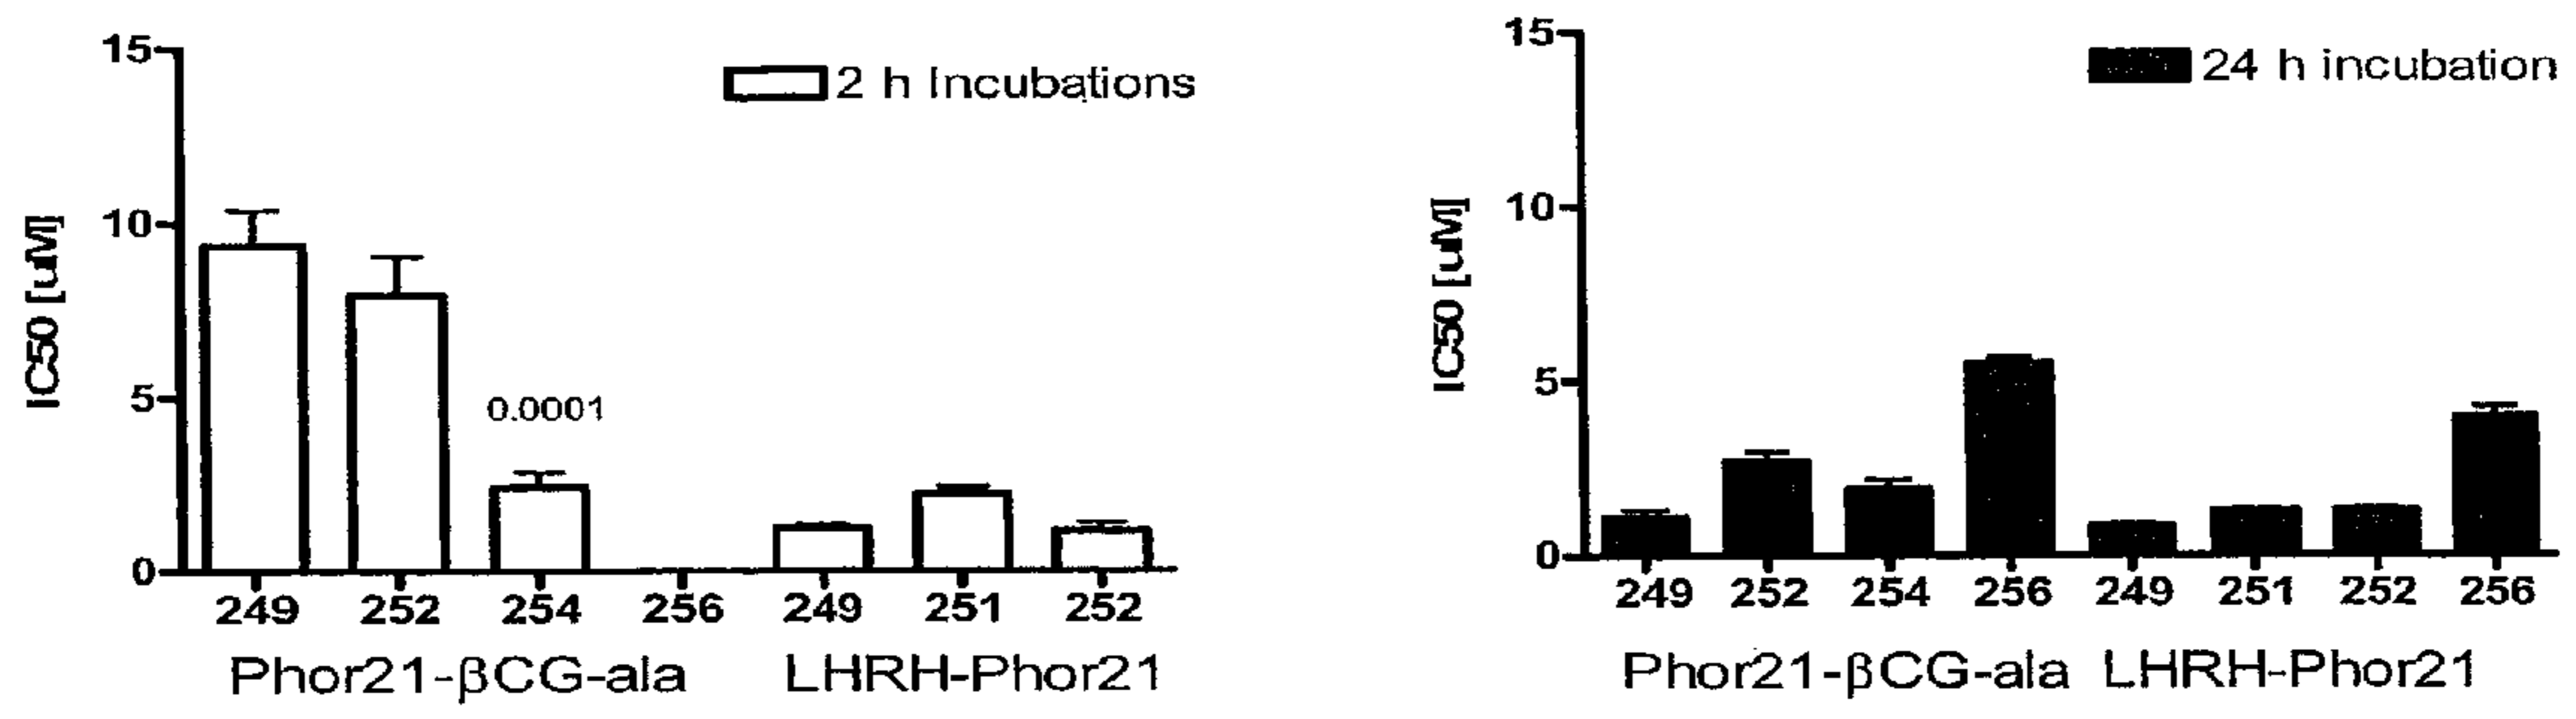 15
10
5
0
IC50 [uM]
2 h Incubations
0.0001
249 252 254 256 249 251 252
Phor21-βCG-ala LHRH-Phor21
15
10
5
0
IC50 [uM]
24 h incubation
249 252 254 256 249 251 252 256
Phor21-βCG-ala LHRH-Phor21